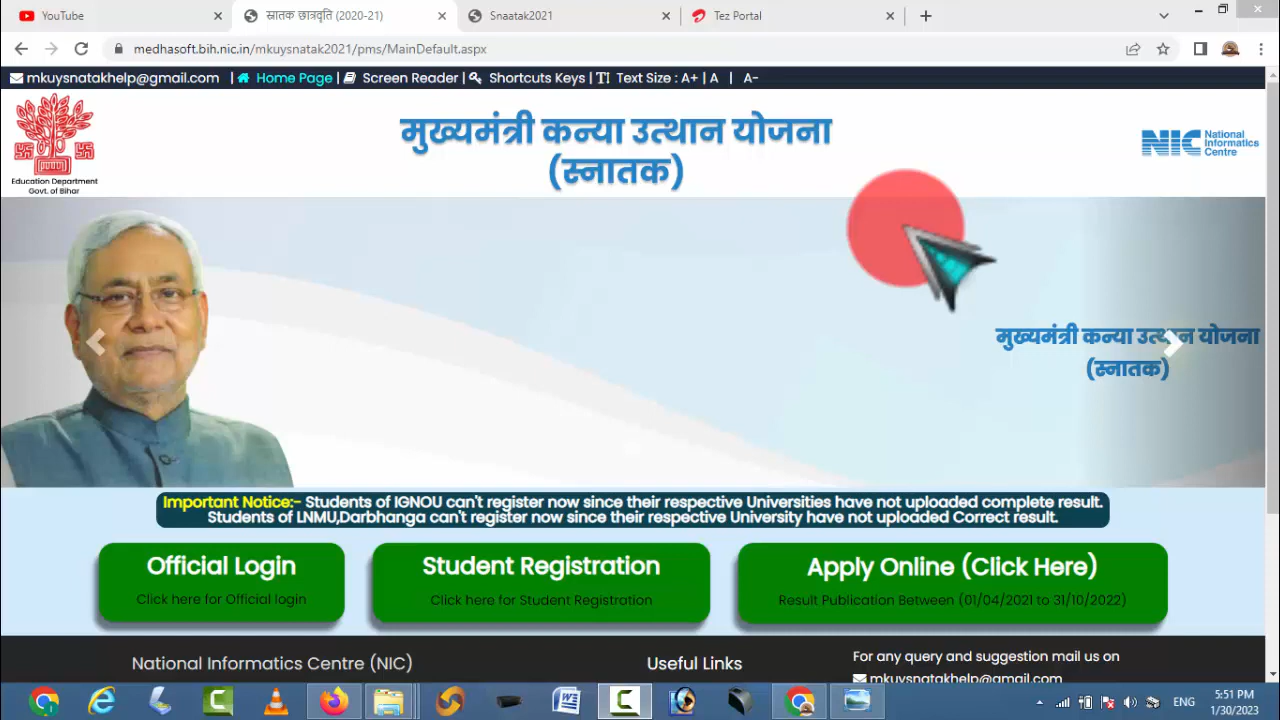 YouTube
स्नातक छात्रवृति (2020-21)
Snaatak2021
Tez Portal
medhasoft.bih.nic.in/mkuysnatak2021/pms/MainDefault.aspx
mkuysnatakhelp@gmail.com | Home Page | Screen Reader | Shortcuts Keys | TI Text Size : A+ | A | A-
मुख्यमंत्री कन्या उत्थान योजना
(स्नातक)
Education Department
Govt. of Bihar
NIC National
Informatics
Centre
मुख्यमंत्री कन्या उत्थान योजना
(स्नातक)
Important Notice:- Students of IGNOU can't register now since their respective Universities have not uploaded complete result.
Students of LNMU,Darbhanga can't register now since their respective University have not uploaded Correct result.
Official Login
Click here for Official login
Student Registration
Click here for Student Registration
Apply Online (Click Here)
Result Publication Between (01/04/2021 to 31/10/2022)
National Informatics Centre (NIC)
Useful Links
For any query and suggestion mail us on
mkuysnatakhelp@gmail.com
ENG
5:51 PM
1/30/2023